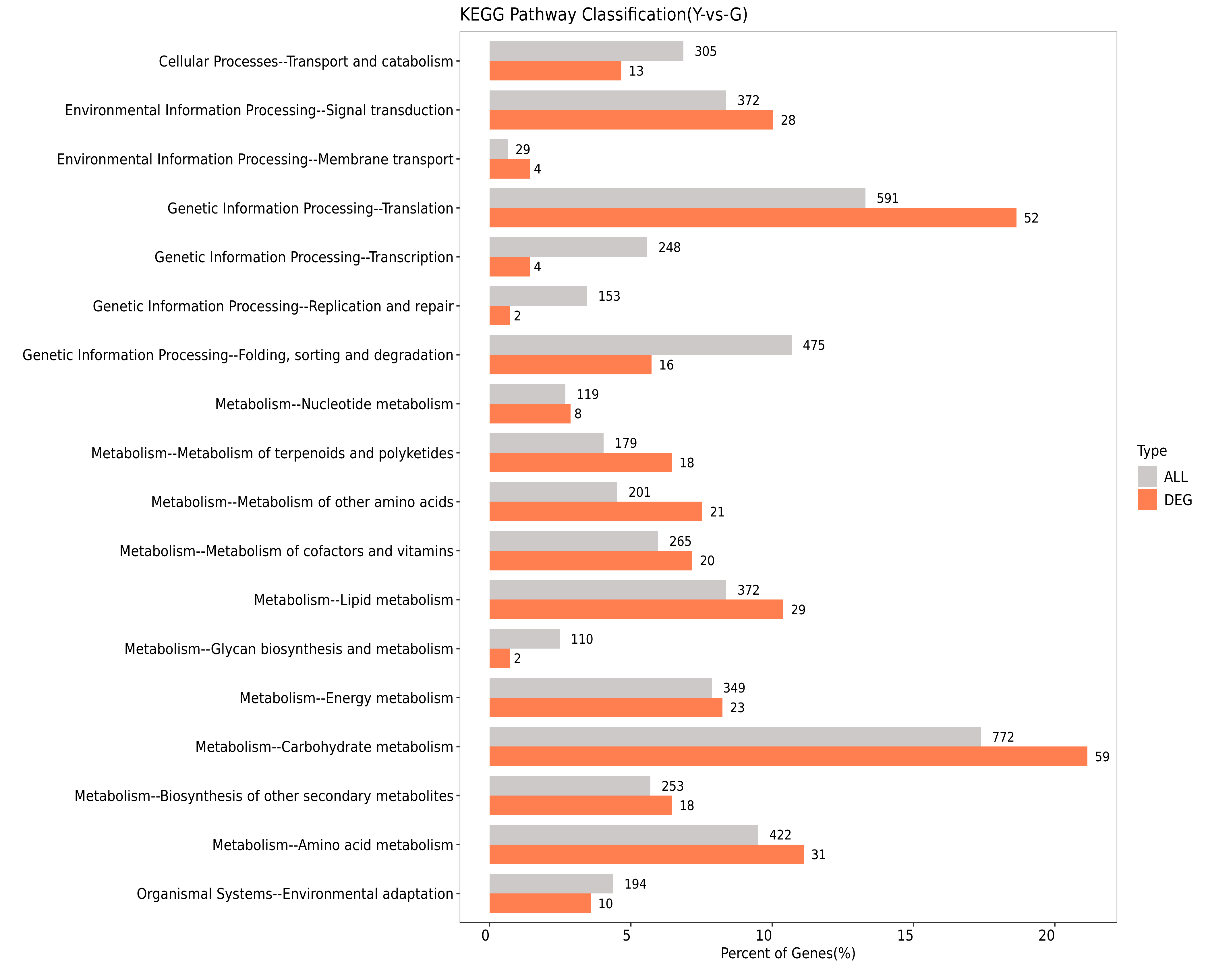 KEGG Pathway Classification(Y-vs-G)
Cellular Processes--Transport and catabolism
305
13
Environmental Information Processing--Signal transduction
372
28
Environmental Information Processing--Membrane transport
29
4
Genetic Information Processing--Translation
591
52
Genetic Information Processing--Transcription
248
4
Genetic Information Processing--Replication and repair
153
2
Genetic Information Processing--Folding, sorting and degradation
475
16
Metabolism--Nucleotide metabolism
119
8
Metabolism--Metabolism of terpenoids and polyketides
179
18
Metabolism--Metabolism of other amino acids
201
21
Metabolism--Metabolism of cofactors and vitamins
265
20
Metabolism--Lipid metabolism
372
29
Metabolism--Glycan biosynthesis and metabolism
110
2
Metabolism--Energy metabolism
349
23
Metabolism--Carbohydrate metabolism
772
59
Metabolism--Biosynthesis of other secondary metabolites
253
18
Metabolism--Amino acid metabolism
422
31
Organismal Systems--Environmental adaptation
194
10
0 5 10 15 20
Percent of Genes(%)
Type
ALL
DEG